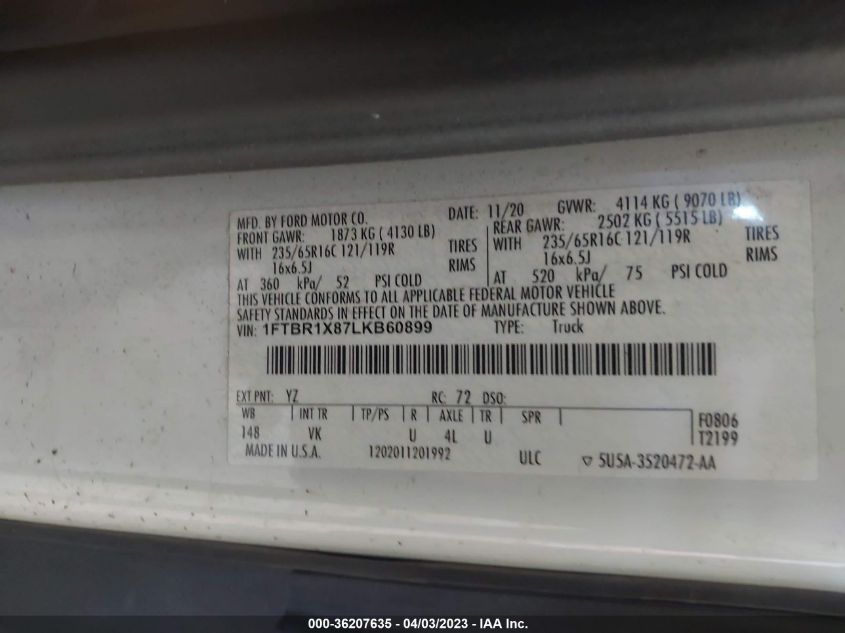 MFD. BY FORD MOTOR CO.
DATE: 11/20 GVWR: 4114 KG ( 9070 LB)
FRONT GAWR: 1873 KG ( 4130 LB)
WITH 235/65R16C 121/119R TIRES
16x6.5J RIMS
AT 360 kPa/ 52 PSI COLD
REAR GAWR: 2502 KG ( 5515 LB)
WITH 235/65R16C 121/119R TIRES
16x6.5J RIMS
AT 520 kPa/ 75 PSI COLD
THIS VEHICLE CONFORMS TO ALL APPLICABLE FEDERAL MOTOR VEHICLE
SAFETY STANDARDS IN EFFECT ON THE DATE OF MANUFACTURE SHOWN ABOVE.
VIN: 1FTBR1X87LKB60899 TYPE: Truck
EXT PNT: YZ RC: 72 DSO:
WB INT TR TP/PS R AXLE TR SPR
148 VK U 4L U
F0806
T2199
MADE IN U.S.A. 1202011201992 ULC ▽ 5U5A-3520472-AA
000-36207635 - 04/03/2023 - IAA Inc.